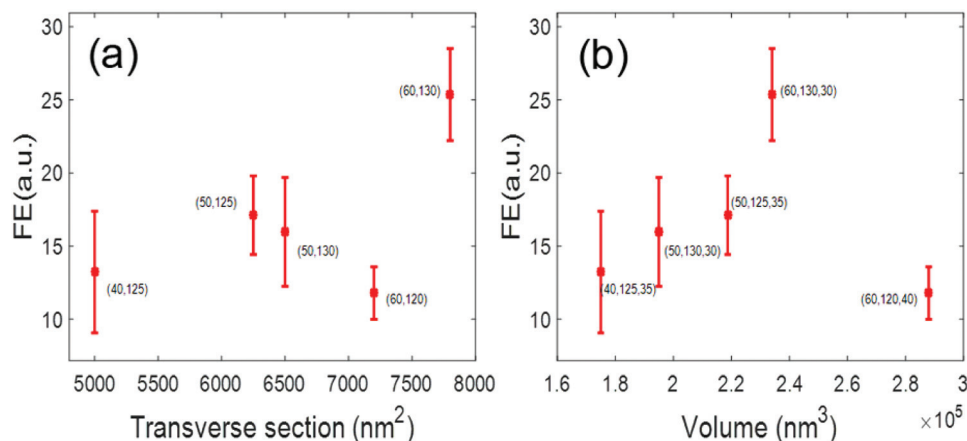 (a)
FE(a.u.)
30
25
20
15
10
(60,130)
(50,125)
(50,130)
(40,125)
(60,120)
5000 5500 6000 6500 7000 7500 8000
Transverse section (nm²)
(b)
FE(a.u.)
30
25
20
15
10
(60,130,30)
(50,125,35)
(50,130,30)
(40,125,35)
(60,120,40)
1.6 1.8 2 2.2 2.4 2.6 2.8 3
Volume (nm³) ×10⁵